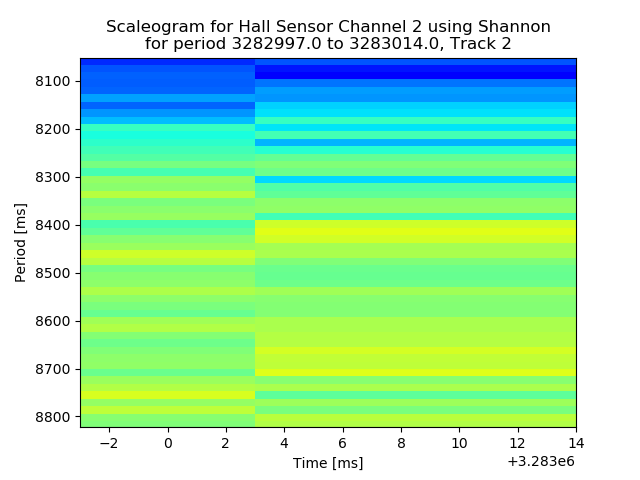 Scaleogram for Hall Sensor Channel 2 using Shannon
for period 3282997.0 to 3283014.0, Track 2
8100
8200
8300
8400
8500
8600
8700
8800
Period [ms]
−2 0 2 4 6 8 10 12 14
Time [ms]
+3.283e6